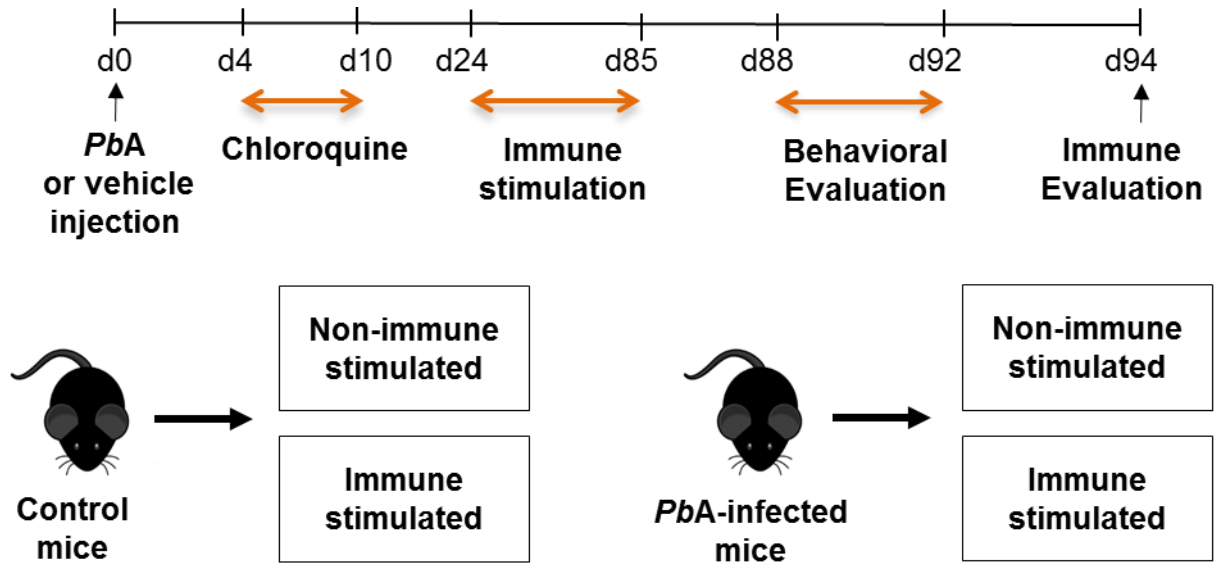 d0 d4 d10 d24 d85 d88 d92 d94
PbA
or vehicle
injection
Chloroquine
Immune
stimulation
Behavioral
Evaluation
Immune
Evaluation
Control
mice
Non-immune
stimulated
Immune
stimulated
PbA-infected
mice
Non-immune
stimulated
Immune
stimulated